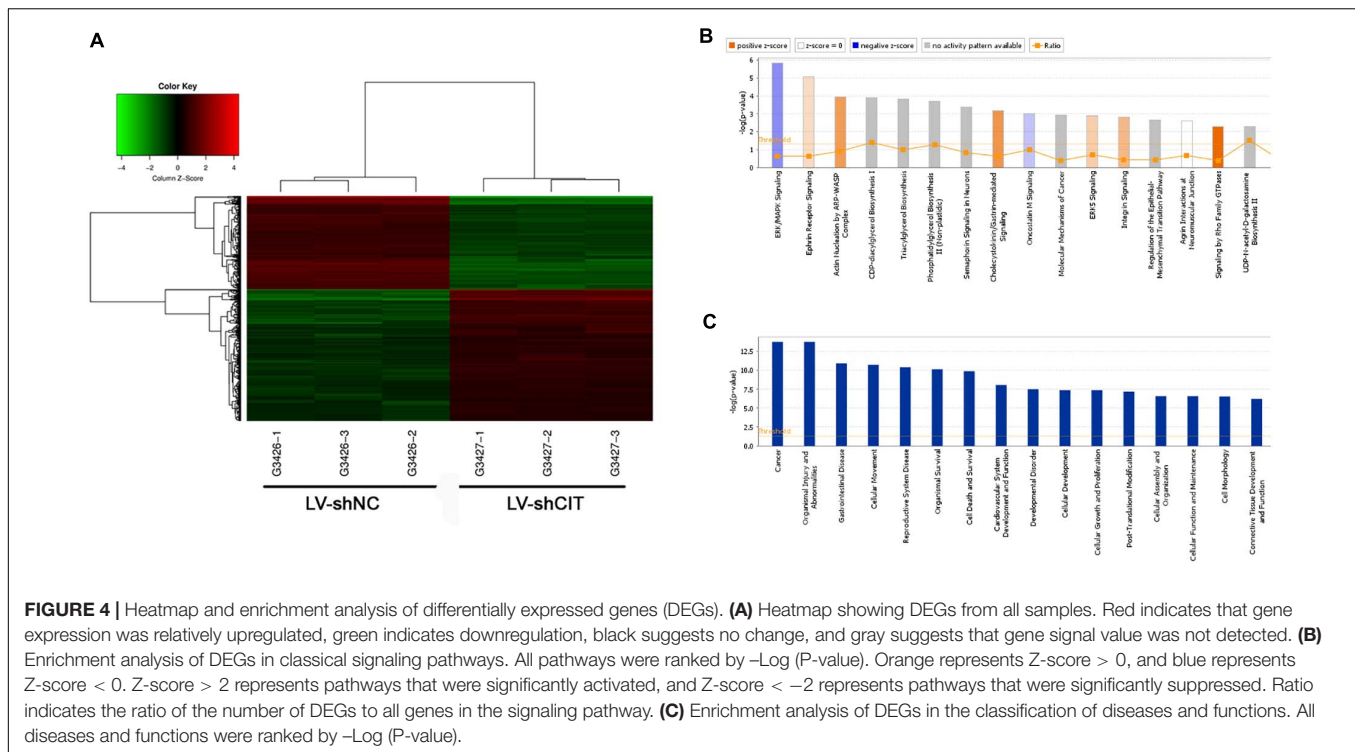 A
Color Key
−4
−2
0
2
4
Column Z-Score
G3426-1
G3426-3
G3426-2
G3427-1
G3427-2
G3427-3
LV-shNC
LV-shCIT
B
positive z-score
z-score = 0
negative z-score
no activity pattern available
Ratio
6
5
4
3
2
1
0
-log(p-value)
Threshold
ERK/MAPK Signaling
Ephrin Receptor Signaling
Actin Nucleation by ARP-WASP
Complex
CDP-diacylglycerol Biosynthesis I
Triacylglycerol Biosynthesis
Phosphatidylglycerol Biosynthesis
II (Non-plastidic)
Semaphorin Signaling in Neurons
Cholecystokinin/Gastrin-mediated
Signaling
Oncostatin M Signaling
Molecular Mechanisms of Cancer
ERK5 Signaling
Integrin Signaling
Regulation of the Epithelial-
Mesenchymal Transition Pathway
Agrin Interactions at
Neuromuscular Junction
Signaling by Rho Family GTPases
UDP-N-acetyl-D-galactosamine
Biosynthesis II
C
12.5
10.0
7.5
5.0
2.5
0.0
-log(p-value)
Threshold
Cancer
Organismal Injury and
Abnormalities
Gastrointestinal Disease
Cellular Movement
Reproductive System Disease
Organismal Survival
Cell Death and Survival
Cardiovascular System
Development and Function
Developmental Disorder
Cellular Development
Cellular Growth and Proliferation
Post-Translational Modification
Cellular Assembly and
Organization
Cellular Function and Maintenance
Cell Morphology
Connective Tissue Development
and Function
FIGURE 4 | Heatmap and enrichment analysis of differentially expressed genes (DEGs). (A) Heatmap showing DEGs from all samples. Red indicates that gene
expression was relatively upregulated, green indicates downregulation, black suggests no change, and gray suggests that gene signal value was not detected. (B)
Enrichment analysis of DEGs in classical signaling pathways. All pathways were ranked by –Log (P-value). Orange represents Z-score > 0, and blue represents
Z-score < 0. Z-score > 2 represents pathways that were significantly activated, and Z-score < −2 represents pathways that were significantly suppressed. Ratio
indicates the ratio of the number of DEGs to all genes in the signaling pathway. (C) Enrichment analysis of DEGs in the classification of diseases and functions. All
diseases and functions were ranked by –Log (P-value).